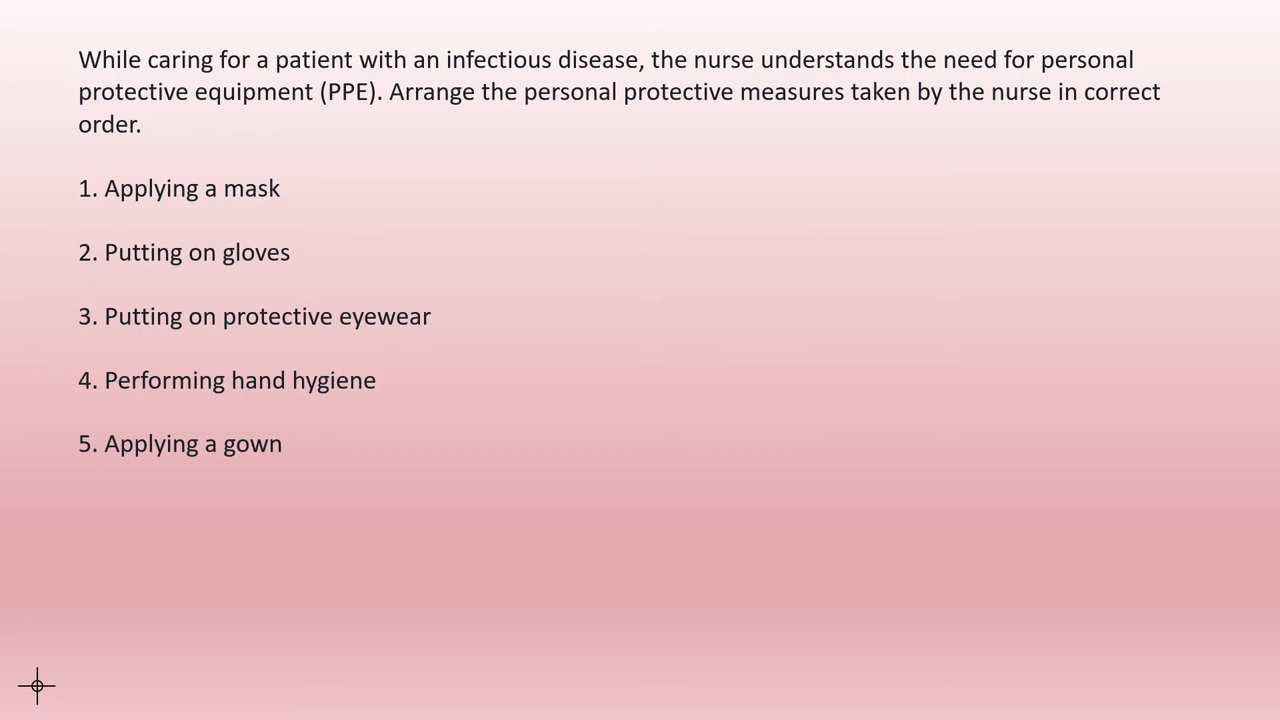 While caring for a patient with an infectious disease, the nurse understands the need for personal
protective equipment (PPE). Arrange the personal protective measures taken by the nurse in correct
order.
1. Applying a mask
2. Putting on gloves
3. Putting on protective eyewear
4. Performing hand hygiene
5. Applying a gown